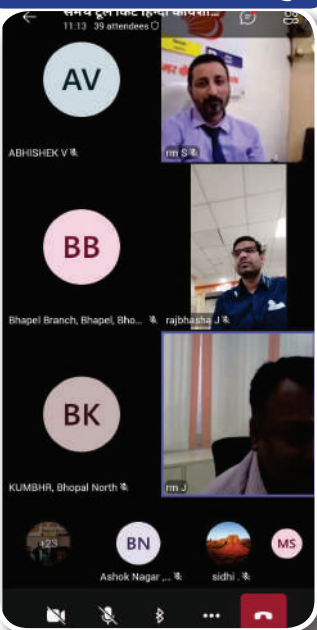 11:13 39 attendees
AV
ABHISHEK V
rm S
BB
Bhapel Branch, Bhapel, Bho...
rajbhasha J
BK
KUMBHR, Bhopal North
rm J
+23
BN
MS
Ashok Nagar ,...
sidhi .